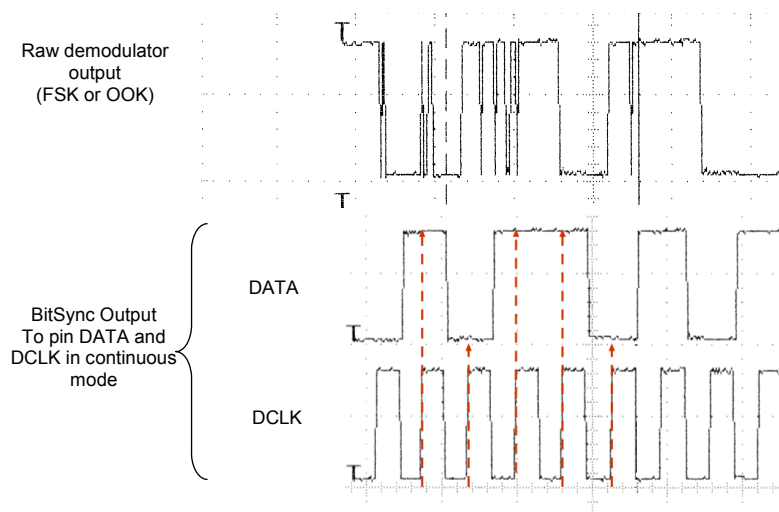 Raw demodulator
output
(FSK or OOK)
DATA
BitSync Output
To pin DATA and
DCLK in continuous
mode
DCLK